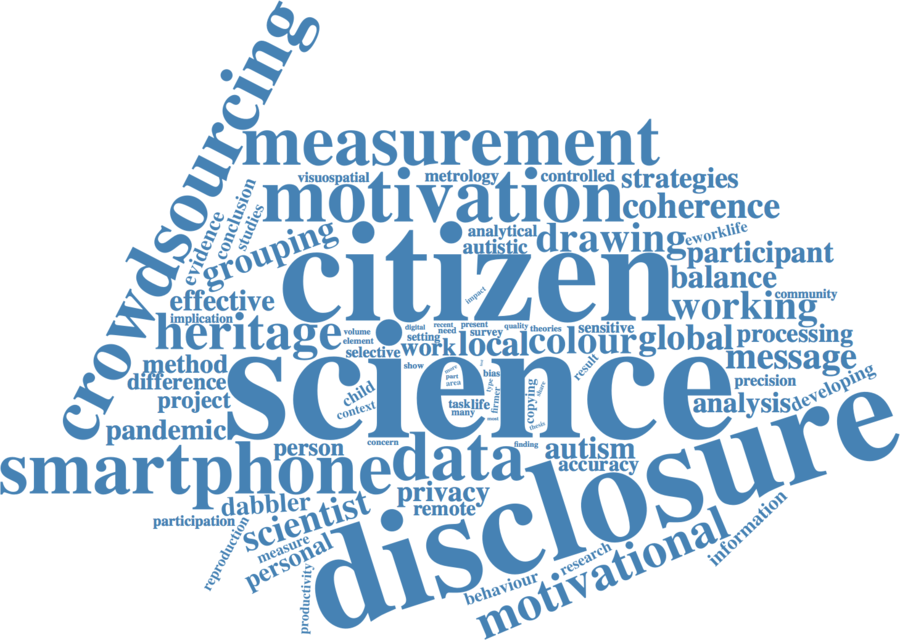 crowdsourcing
measurement
visuospatial
metrology
controlled
strategies
motivation
coherence
evidence
conclusion
studies
grouping
analytical
autistic
drawing
eworklife
participant
citizen
impact
balance
effective
implication
working
community
heritage
volume
element
digital
setting
recent
need
present
survey
quality
theories
sensitive
selective
work
local
colour
global
processing
message
method
difference
project
science
show
more
part
area
bias
type
firmer
result
precision
child
context
task
life
many
copying
share
thesis
analysis
developing
pandemic
person
concern
finding
autism
accuracy
smartphone
data
privacy
remote
dabbler
scientist
participation
reproduction
measure
personal
productivity
disclosure
behaviour
research
motivational
information